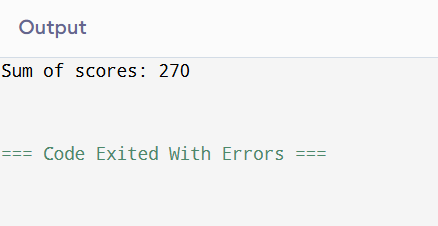 Output
Sum of scores: 270
=== Code Exited With Errors ===